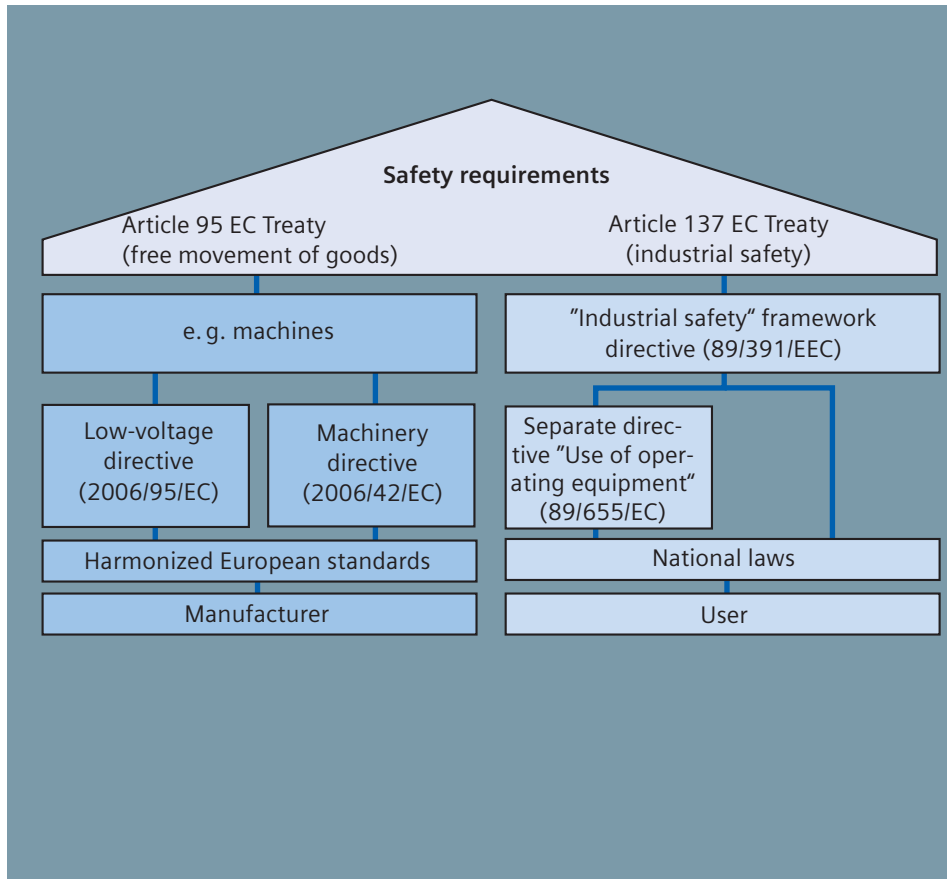 Safety requirements
Article 95 EC Treaty
(free movement of goods)
Article 137 EC Treaty
(industrial safety)
e. g. machines
Low-voltage
directive
(2006/95/EC)
Machinery
directive
(2006/42/EC)
Harmonized European standards
Manufacturer
"Industrial safety“ framework
directive (89/391/EEC)
Separate direc-
tive "Use of oper-
ating equipment“
(89/655/EC)
National laws
User